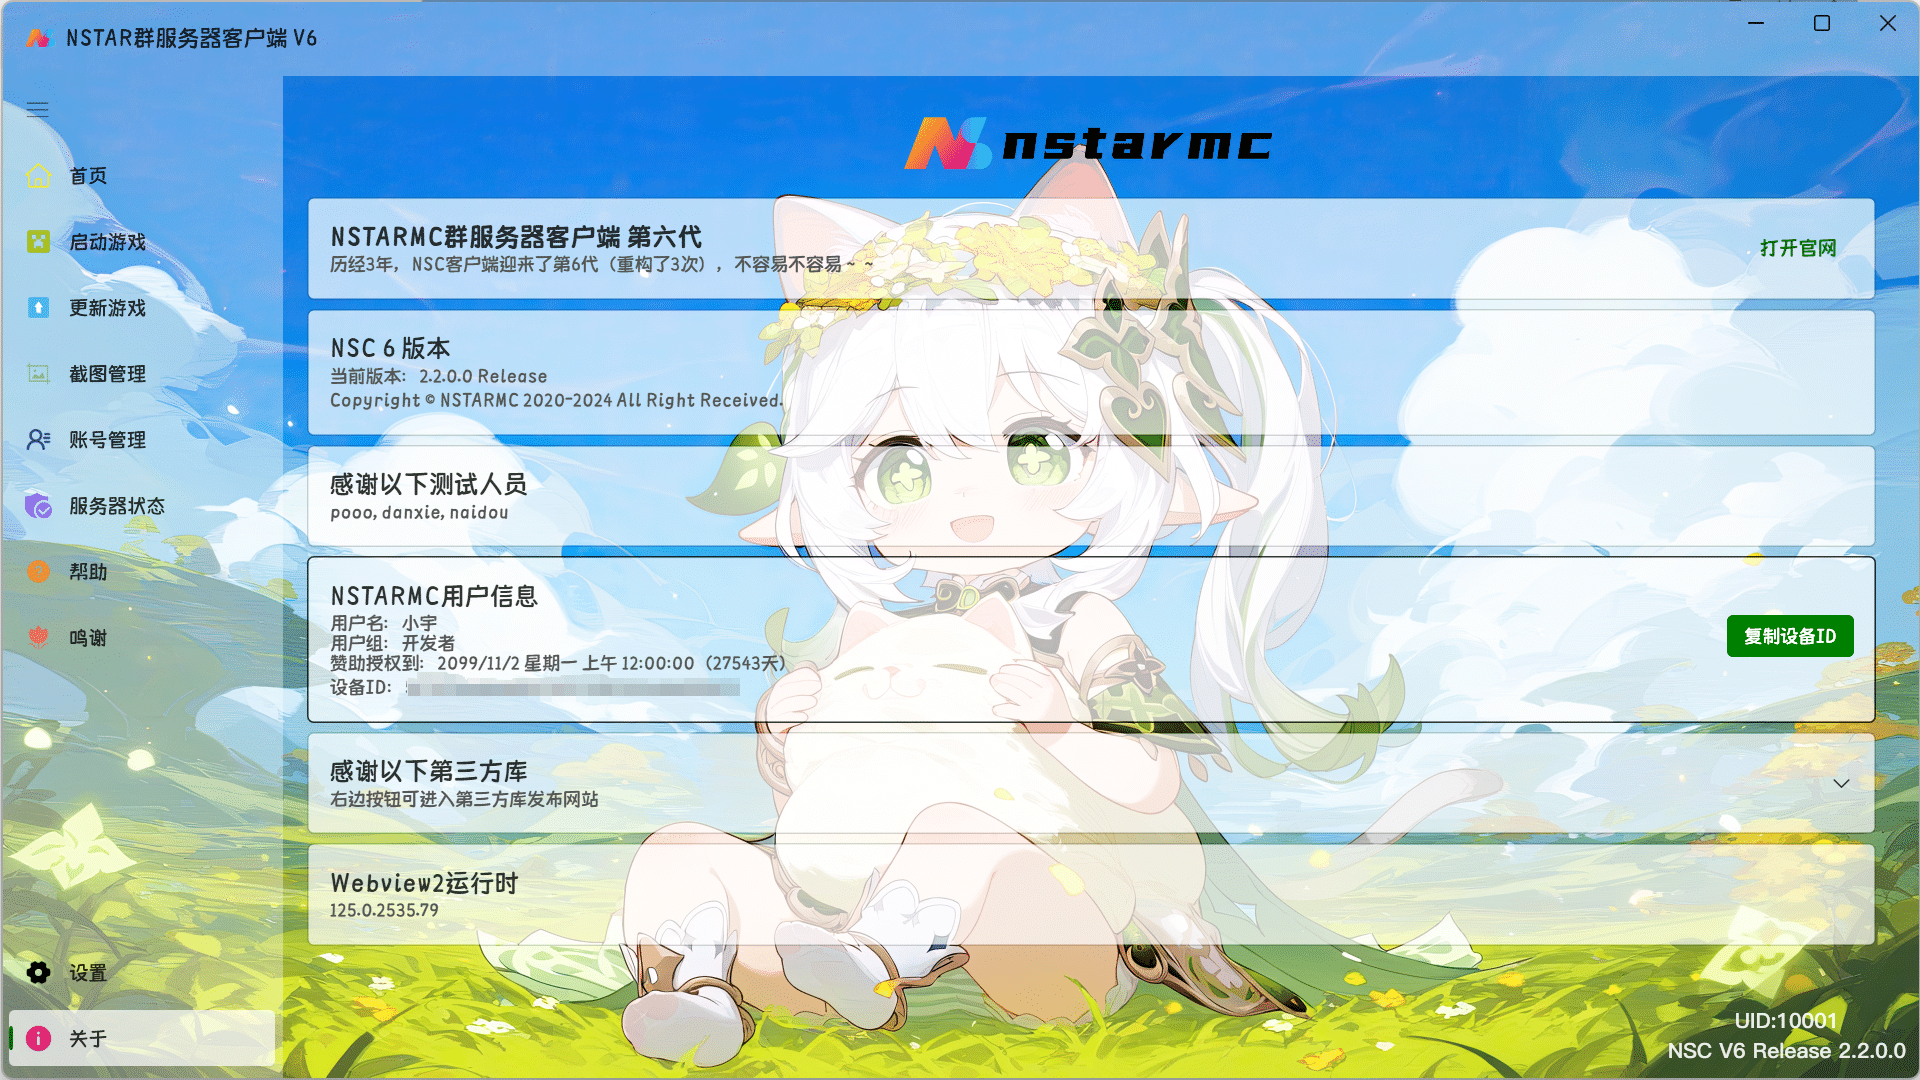 NSTAR群服务器客户端 V6
首页
启动游戏
更新游戏
截图管理
账号管理
服务器状态
帮助
鸣谢
设置
关于
nstarmc
NSTARMC群服务器客户端 第六代
历经3年，NSC客户端迎来了第6代（重构了3次），不容易不容易~ ~
打开官网
NSC 6 版本
当前版本： 2.2.0.0 Release
Copyright © NSTARMC 2020-2024 All Right Received.
感谢以下测试人员
pooo, danxie, naidou
NSTARMC用户信息
用户名： 小宇
用户组： 开发者
赞助授权到： 2099/11/2 星期一 上午 12:00:00（27543天）
设备ID：
复制设备ID
感谢以下第三方库
右边按钮可进入第三方库发布网站
Webview2运行时
125.0.2535.79
UID:10001
NSC V6 Release 2.2.0.0